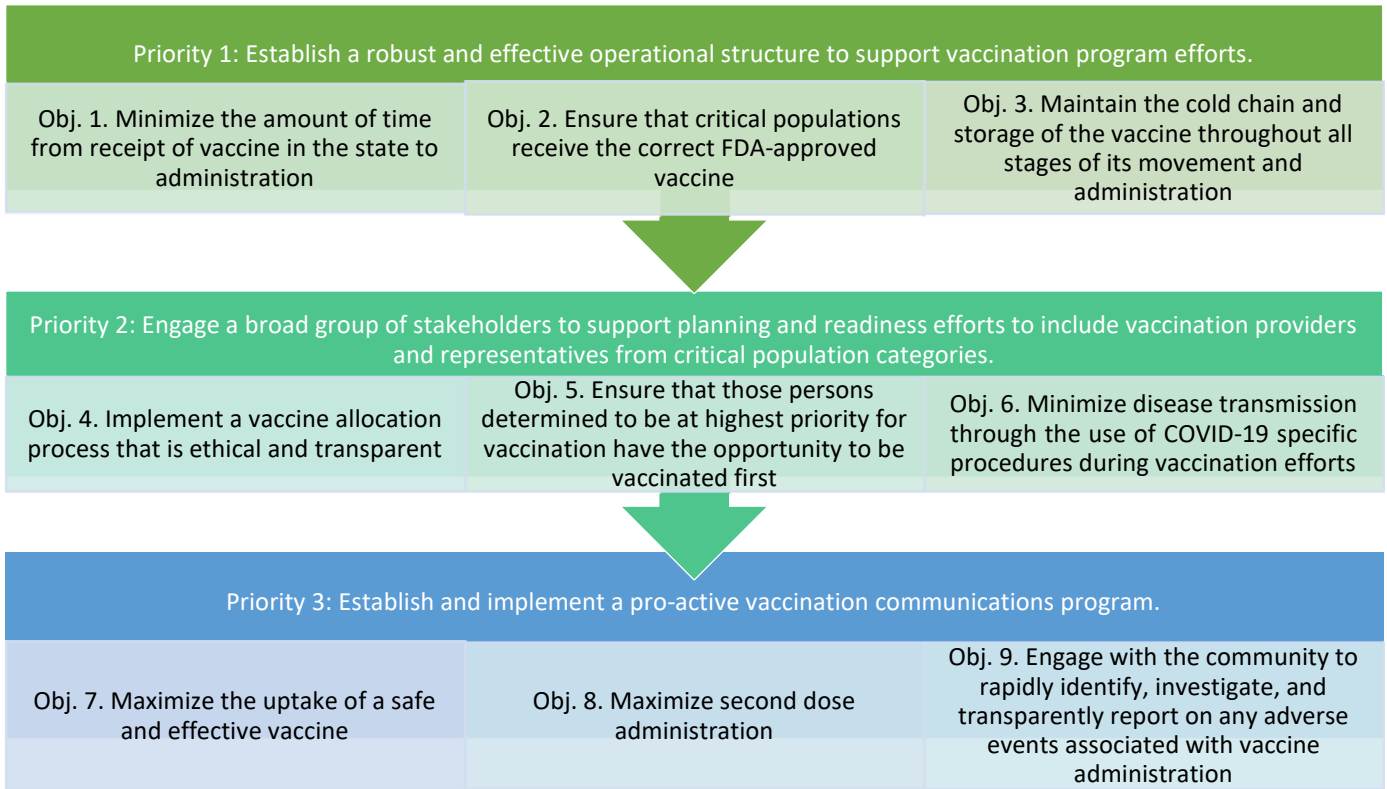 Priority 1: Establish a robust and effective operational structure to support vaccination program efforts.
Obj. 1. Minimize the amount of time
from receipt of vaccine in the state to
administration
Obj. 2. Ensure that critical populations
receive the correct FDA-approved
vaccine
Obj. 3. Maintain the cold chain and
storage of the vaccine throughout all
stages of its movement and
administration
Priority 2: Engage a broad group of stakeholders to support planning and readiness efforts to include vaccination providers
and representatives from critical population categories.
Obj. 4. Implement a vaccine allocation
process that is ethical and transparent
Obj. 5. Ensure that those persons
determined to be at highest priority for
vaccination have the opportunity to be
vaccinated first
Obj. 6. Minimize disease transmission
through the use of COVID-19 specific
procedures during vaccination efforts
Priority 3: Establish and implement a pro-active vaccination communications program.
Obj. 7. Maximize the uptake of a safe
and effective vaccine
Obj. 8. Maximize second dose
administration
Obj. 9. Engage with the community to
rapidly identify, investigate, and
transparently report on any adverse
events associated with vaccine
administration